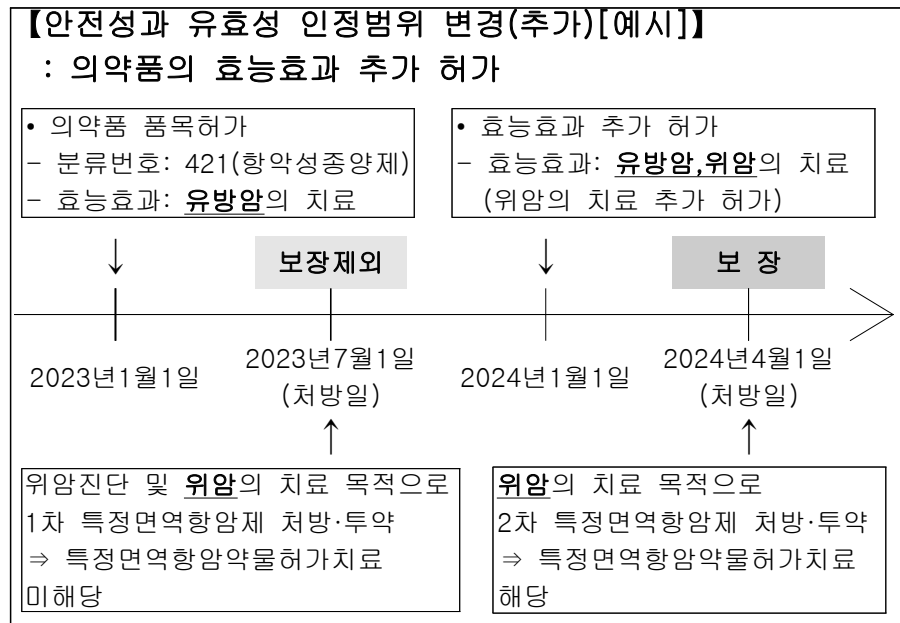 【안전성과 유효성 인정범위 변경(추가)[예시]】
: 의약품의 효능효과 추가 허가
• 의약품 품목허가
- 분류번호: 421(항악성종양제)
- 효능효과: 유방암의 치료
• 효능효과 추가 허가
- 효능효과: 유방암,위암의 치료
(위암의 치료 추가 허가)
↓
보장제외
↓
보 장
2023년1월1일
2023년7월1일
(처방일)
2024년1월1일
2024년4월1일
(처방일)
↑
↑
위암진단 및 위암의 치료 목적으로
1차 특정면역항암제 처방·투약
⇒ 특정면역항암약물허가치료
미해당
위암의 치료 목적으로
2차 특정면역항암제 처방·투약
⇒ 특정면역항암약물허가치료
해당